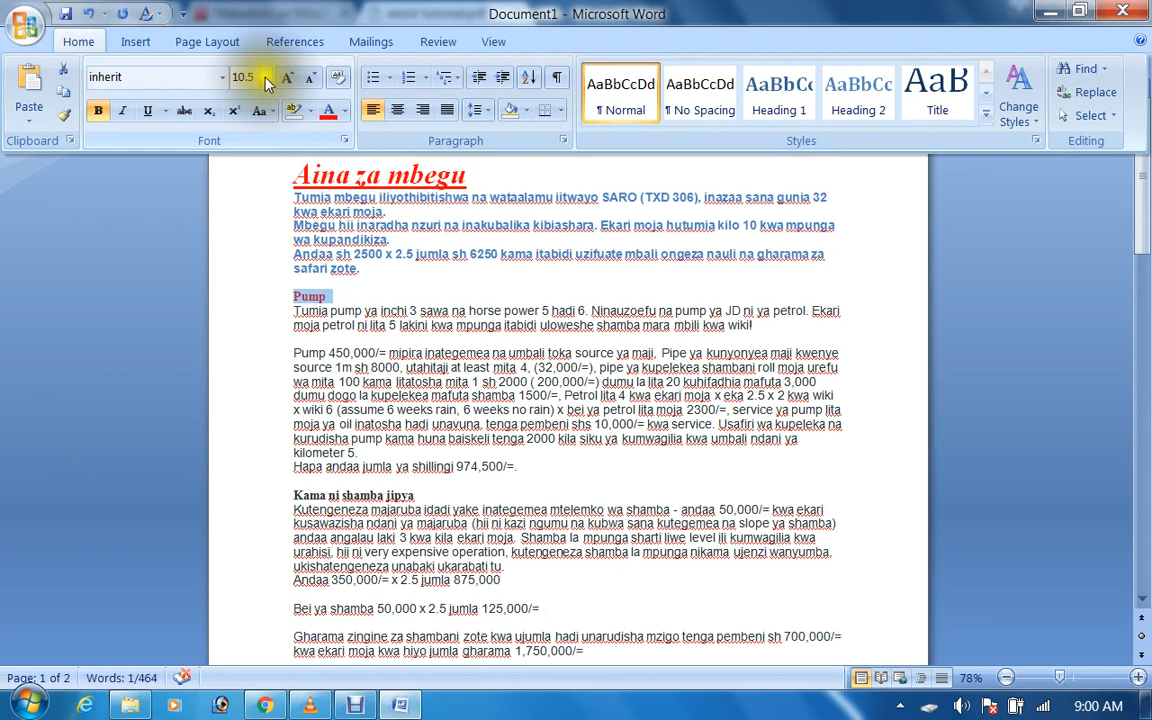 Document1 - Microsoft Word
Home Insert Page Layout References Mailings Review View
Paste
inherit 10.5
B I U abc x₂ x² Aa A
AaBbCcDd AaBbCcDd AaBbCc AaBbCc AaB
¶ Normal ¶ No Spacing Heading 1 Heading 2 Title
Change Styles
Find
Replace
Select
Clipboard Font Paragraph Styles Editing
Aina za mbegu
Tumia mbegu iliyothibitishwa na wataalamu iitwayo SARO (TXD 306), inazaa sana gunia 32
kwa ekari moja.
Mbegu hii inaradha nzuri na inakubalika kibiashara. Ekari moja hutumia kilo 10 kwa mpunga
wa kupandikiza.
Andaa sh 2500 x 2.5 jumla sh 6250 kama itabidi uzifuate mbali ongeza nauli na gharama za
safari zote.
Pump
Tumia pump ya inchi 3 sawa na horse power 5 hadi 6. Ninauzoefu na pump ya JD ni ya petrol. Ekari
moja petrol ni lita 5 lakini kwa mpunga itabidi uloweshe shamba mara mbili kwa wiki!
Pump 450,000/= mipira inategemea na umbali toka source ya maji, Pipe ya kunyonyea maji kwenye
source 1m sh 8000, utahitaji at least mita 4, (32,000/=), pipe ya kupelekea shambani roll moja urefu
wa mita 100 kama litatosha mita 1 sh 2000 ( 200,000/=) dumu la lita 20 kuhifadhia mafuta 3,000
dumu dogo la kupelekea mafuta shamba 1500/=, Petrol lita 4 kwa ekari moja x eka 2.5 x 2 kwa wiki
x wiki 6 (assume 6 weeks rain, 6 weeks no rain) x bei ya petrol lita moja 2300/=, service ya pump lita
moja ya oil inatosha hadi unavuna, tenga pembeni shs 10,000/= kwa service. Usafiri wa kupeleka na
kurudisha pump kama huna baiskeli tenga 2000 kila siku ya kumwagilia kwa umbali ndani ya
kilometer 5.
Hapa andaa jumla ya shillingi 974,500/=.
Kama ni shamba jipya
Kutengeneza majaruba idadi yake inategemea mtelemko wa shamba - andaa 50,000/= kwa ekari
kusawazisha ndani ya majaruba (hii ni kazi ngumu na kubwa sana kutegemea na slope ya shamba)
andaa angalau laki 3 kwa kila ekari moja. Shamba la mpunga sharti liwe level ili kumwagilia kwa
urahisi, hii ni very expensive operation, kutengeneza shamba la mpunga nikama ujenzi wanyumba,
ukishatengeneza unabaki ukarabati tu.
Andaa 350,000/= x 2.5 jumla 875,000
Bei ya shamba 50,000 x 2.5 jumla 125,000/=
Gharama zingine za shambani zote kwa ujumla hadi unarudisha mzigo tenga pembeni sh 700,000/=
kwa ekari moja kwa hiyo jumla gharama 1,750,000/=
Page: 1 of 2 Words: 1/464 78%
9:00 AM